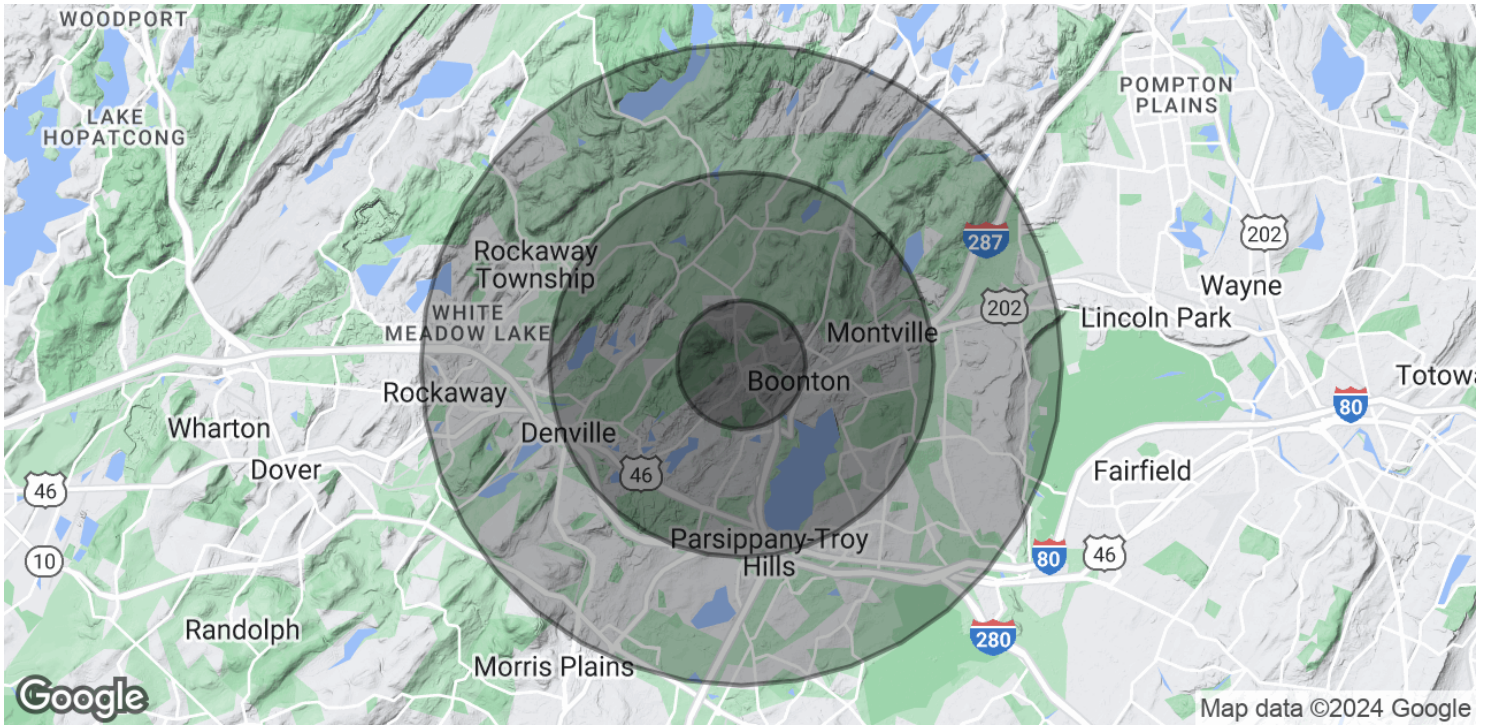 WOODPORT
LAKE
HOPATCONG
POMPTON
PLAINS
287
202
Rockaway
Township
202
Wayne
WHITE
MEADOW LAKE
Lincoln Park
Montville
Boonton
Totowa
Rockaway
80
Wharton
Denville
Dover
46
Fairfield
46
Parsippany-Troy
Hills
80
46
10
Randolph
280
Morris Plains
Google
Map data ©2024 Google